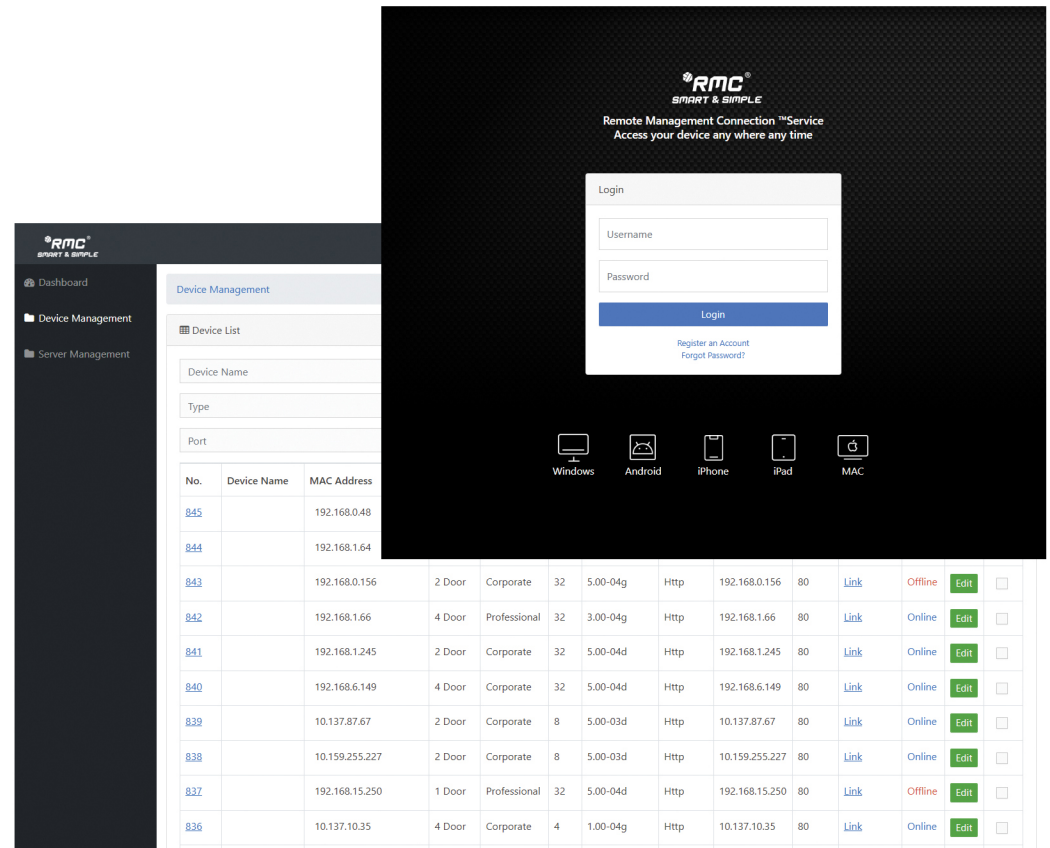 *RMC®
SMART & SIMPLE
Remote Management Connection ™Service
Access your device any where any time
Login
Username
Password
Login
Register an Account
Forgot Password?
Windows Android iPhone iPad MAC
*RMC®
SMART & SIMPLE
Dashboard
Device Management
Server Management
Device Management
Device List
Device Name
Type
Port
No. Device Name MAC Address
845 192.168.0.48
844 192.168.1.64
843 192.168.0.156 2 Door Corporate 32 5.00-04g Http 192.168.0.156 80 Link Offline Edit
842 192.168.1.66 4 Door Professional 32 3.00-04g Http 192.168.1.66 80 Link Online Edit
841 192.168.1.245 2 Door Corporate 32 5.00-04d Http 192.168.1.245 80 Link Online Edit
840 192.168.6.149 4 Door Corporate 32 5.00-04d Http 192.168.6.149 80 Link Online Edit
839 10.137.87.67 2 Door Corporate 8 5.00-03d Http 10.137.87.67 80 Link Online Edit
838 10.159.255.227 2 Door Corporate 8 5.00-03d Http 10.159.255.227 80 Link Online Edit
837 192.168.15.250 1 Door Professional 32 5.00-04d Http 192.168.15.250 80 Link Offline Edit
836 10.137.10.35 4 Door Corporate 4 1.00-04g Http 10.137.10.35 80 Link Online Edit